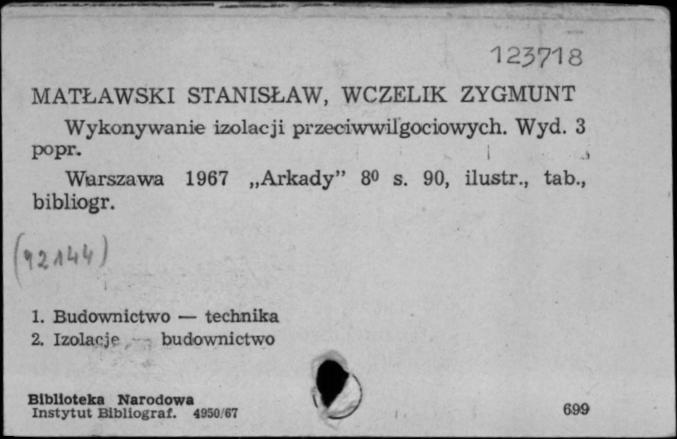 123718
MATŁAWSKI STANISŁAW, WCZELIK ZYGMUNT
Wykonywanie izolacji przeciwwilgociowych. Wyd. 3
popr.
Warszawa 1967 „Arkady” 8⁰ s. 90, ilustr., tab.,
bibliogr.
(92144)
1. Budownictwo — technika
2. Izolacje — budownictwo
Biblioteka Narodowa
Instytut Bibliograf. 4950/67
699